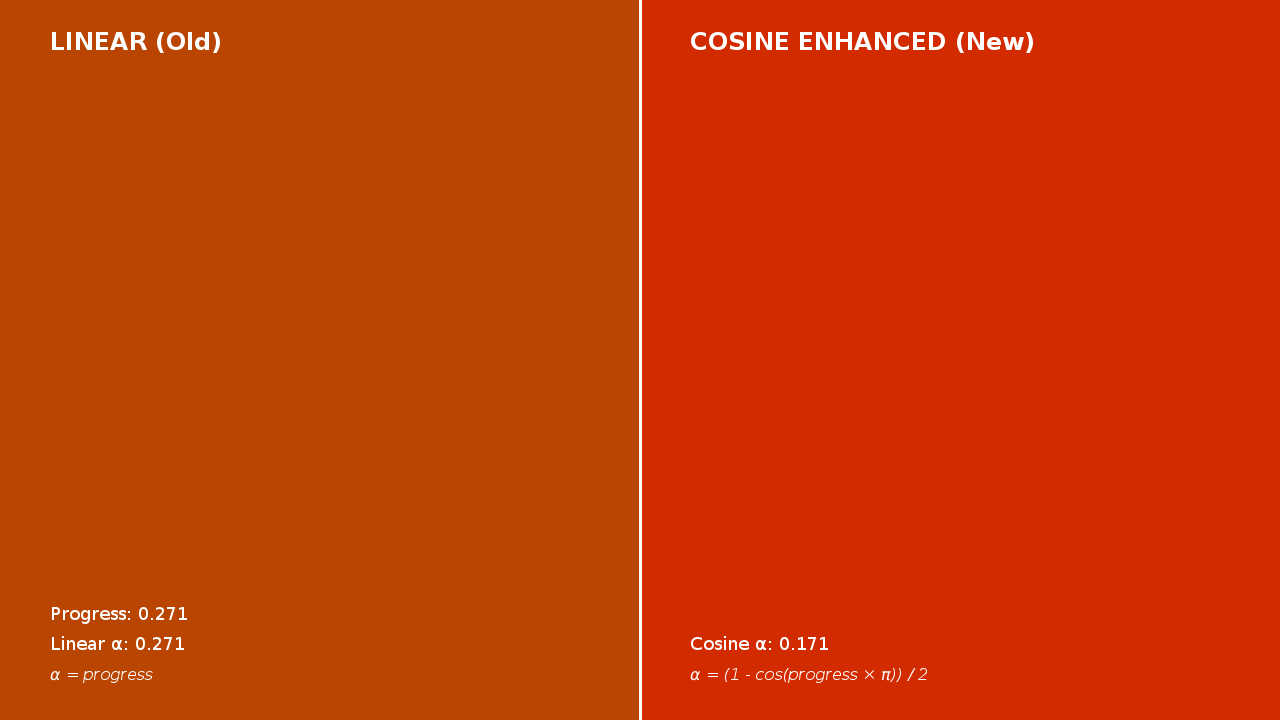 LINEAR (Old)
Progress: 0.271
Linear α: 0.271
α = progress
COSINE ENHANCED (New)
Cosine α: 0.171
α = (1 - cos(progress × π)) / 2